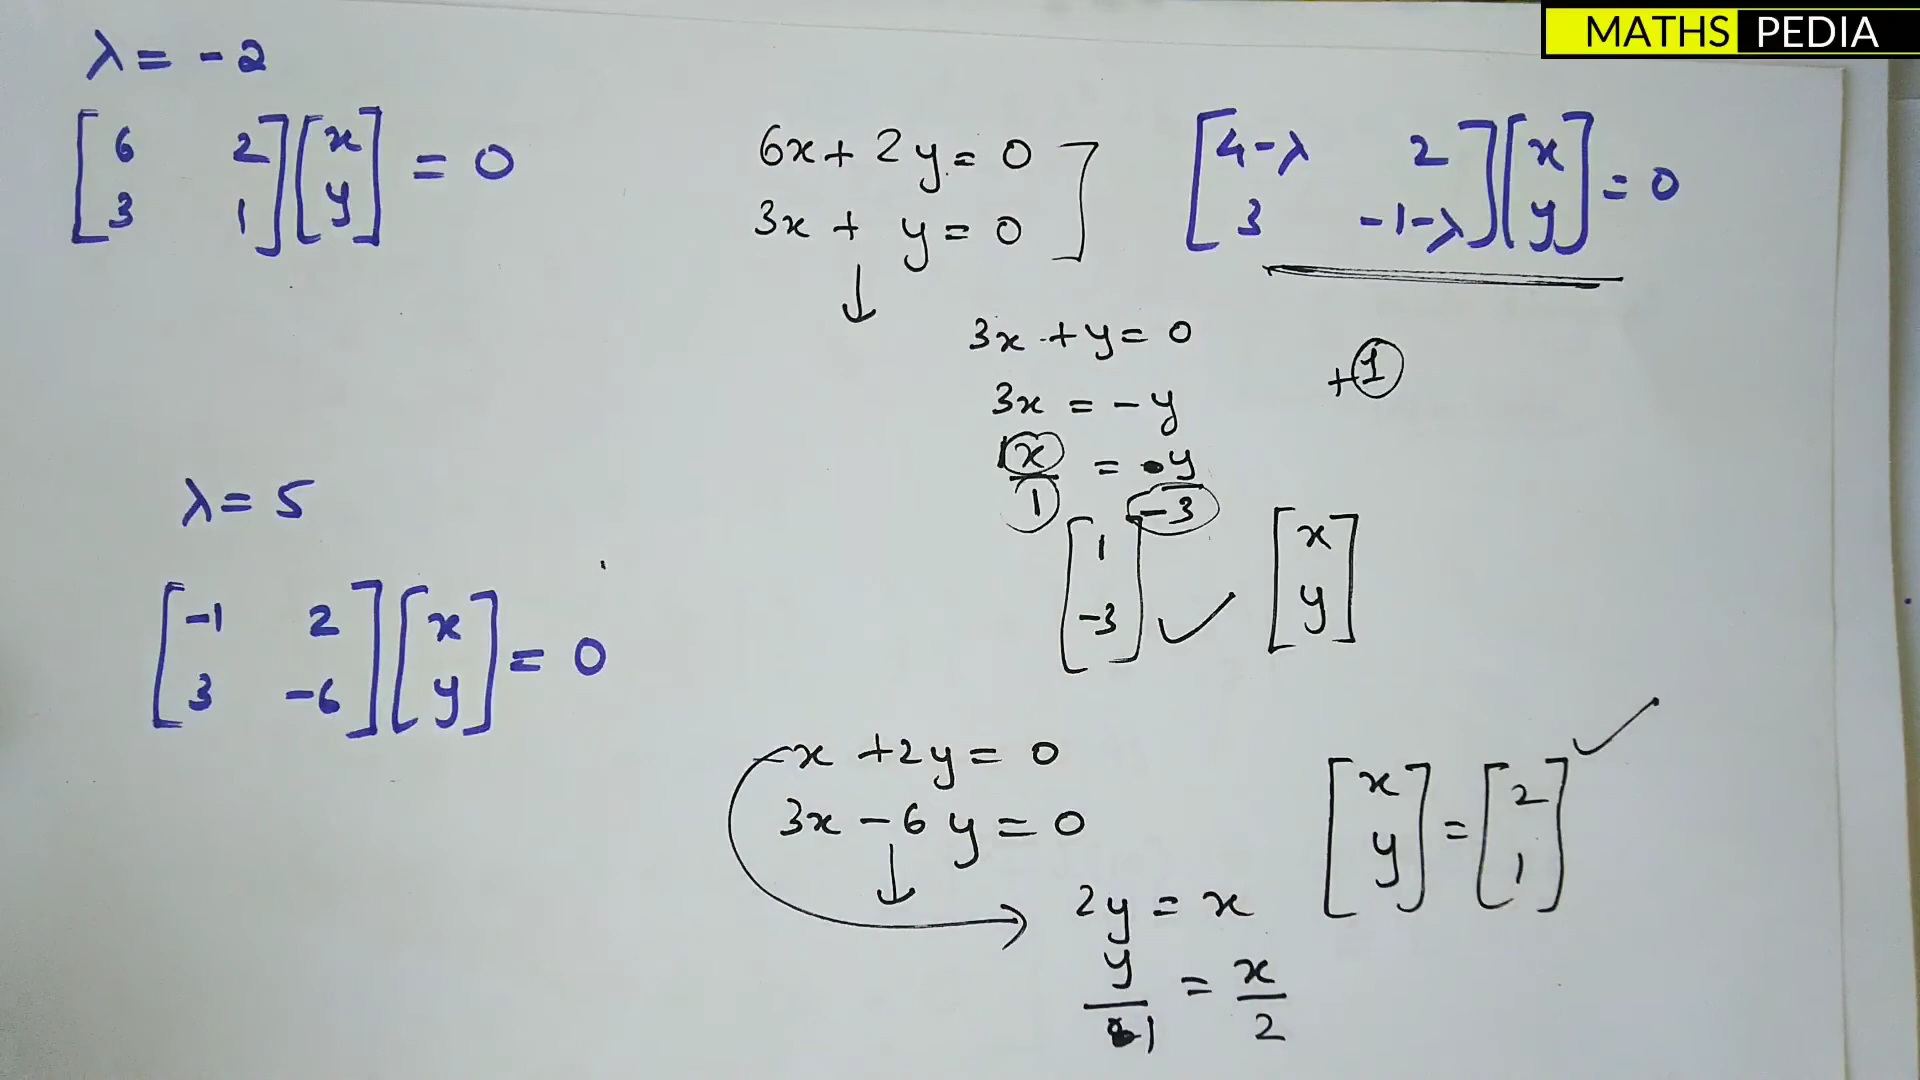 MATHS PEDIA
λ = -2
[6 2; 3 1] [x; y] = 0
6x + 2y = 0
3x + y = 0
[4-λ 2; 3 -1-λ] [x; y] = 0
3x + y = 0
+1
3x = -y
x/1 = y/-3
[1; -3]
[x; y]
λ = 5
[-1 2; 3 -6] [x; y] = 0
-x + 2y = 0
3x - 6y = 0
[x; y] = [2; 1]
2y = x
y/1 = x/2